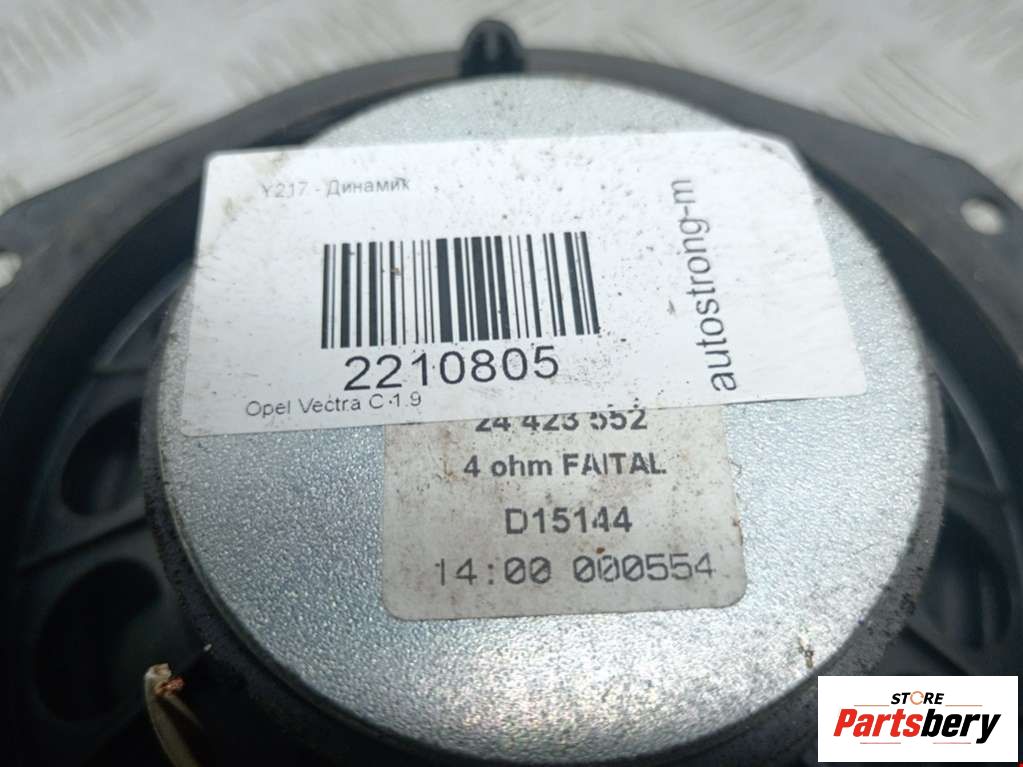 Y217 - Динамик
2210805
Opel Vectra C 1.9
autostrong-m
24 423 552
4 ohm FAITAL
D15144
14:00 000554
STORE
Partsbery